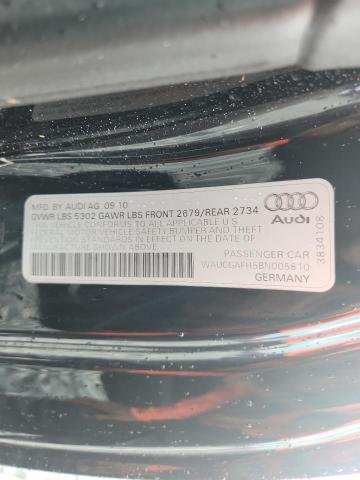 MFD. BY AUDI AG 09.10
GVWR LBS 5302 GAWR LBS FRONT 2679/REAR 2734
THIS VEHICLE CONFORMS TO ALL APPLICABLE U.S.
FEDERAL MOTOR VEHICLE SAFETY BUMPER AND THEFT
PREVENTION STANDARDS IN EFFECT ON THE DATE OF
MANUFACTURE SHOWN ABOVE
Audi
3834108
PASSENGER CAR
WAUCGAFH5BN005810
GERMANY